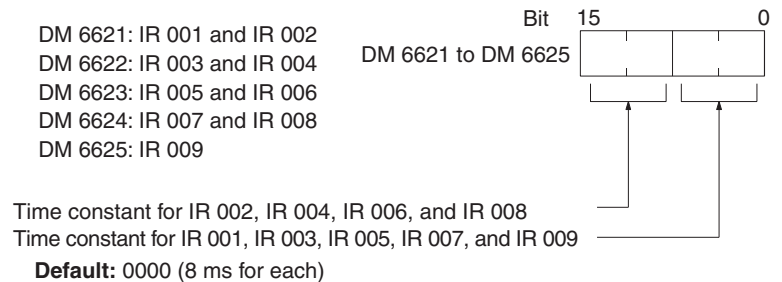 DM 6621: IR 001 and IR 002
DM 6622: IR 003 and IR 004
DM 6623: IR 005 and IR 006
DM 6624: IR 007 and IR 008
DM 6625: IR 009
Bit 15 0
DM 6621 to DM 6625
Time constant for IR 002, IR 004, IR 006, and IR 008
Time constant for IR 001, IR 003, IR 005, IR 007, and IR 009
Default: 0000 (8 ms for each)